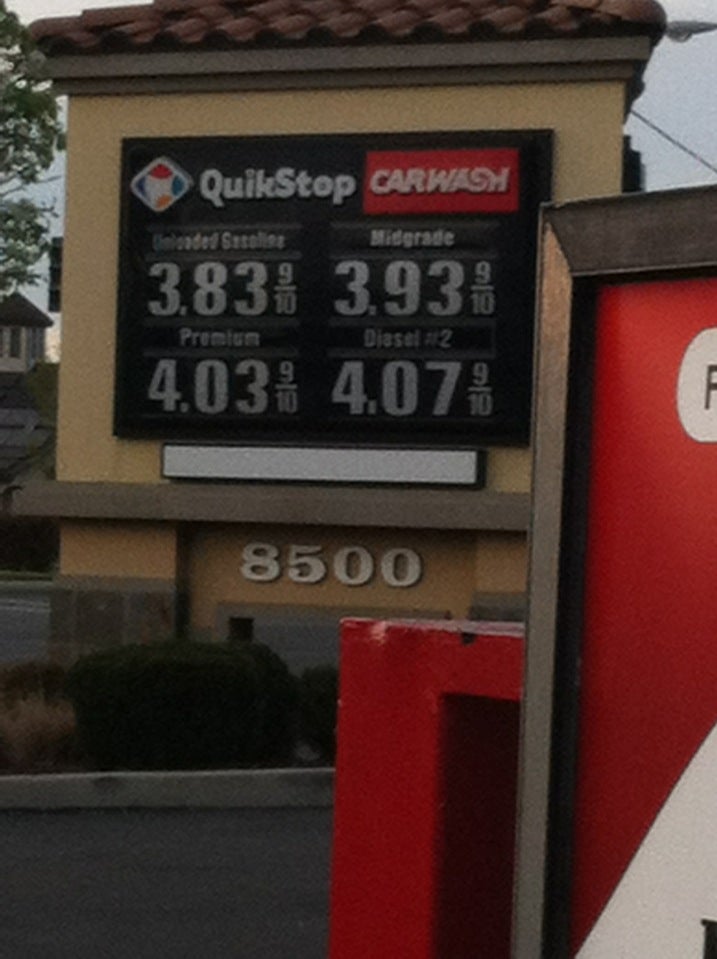 QuikStop CARWASH
Unleaded Gasoline Midgrade
3.83 9/10 3.93 9/10
Premium Diesel #2
4.03 9/10 4.07 9/10
8500
F